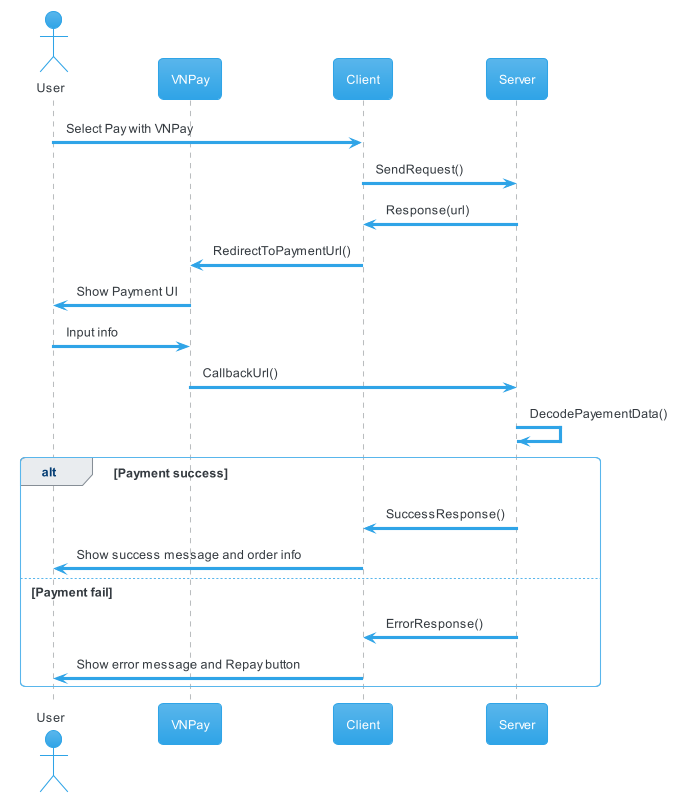 User
VNPay
Client
Server
Select Pay with VNPay
SendRequest()
Response(url)
RedirectToPaymentUrl()
Show Payment UI
Input info
CallbackUrl()
DecodePayementData()
alt
[Payment success]
SuccessResponse()
Show success message and order info
[Payment fail]
ErrorResponse()
Show error message and Repay button
User
VNPay
Client
Server